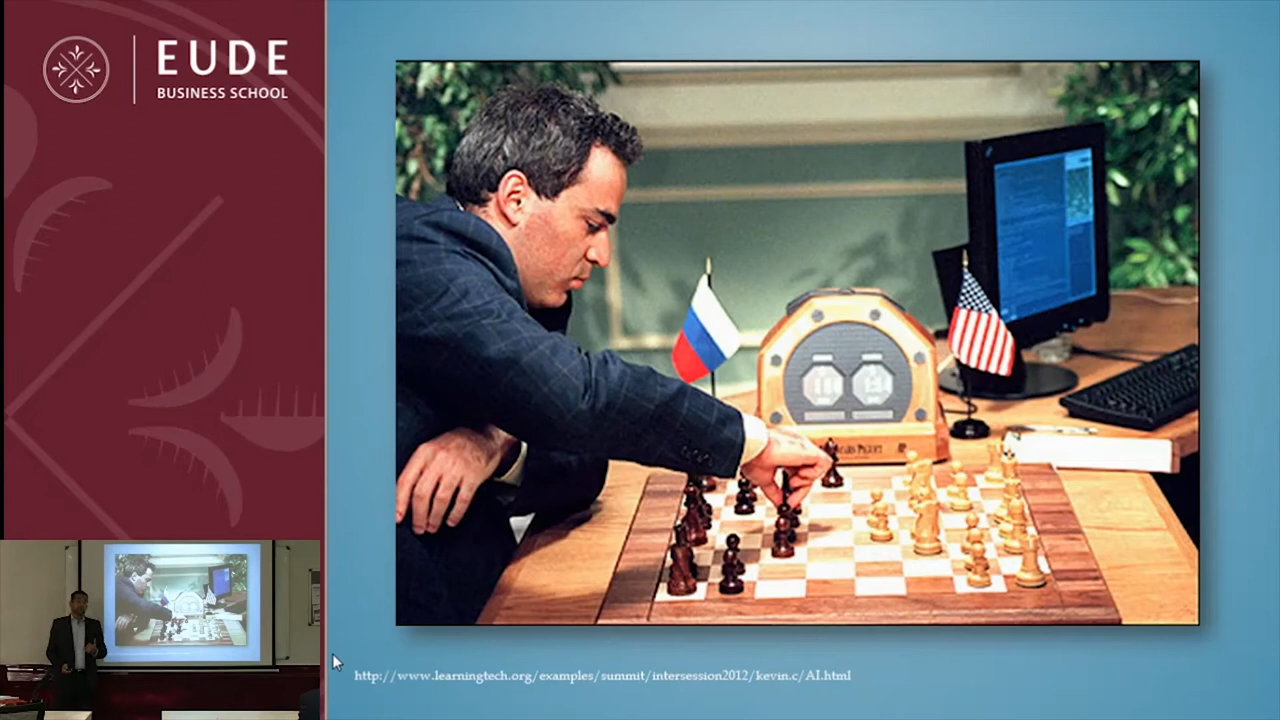 EUDE
BUSINESS SCHOOL
http://www.learningtech.org/examples/summit/intersession2012/kevin.c/AI.html